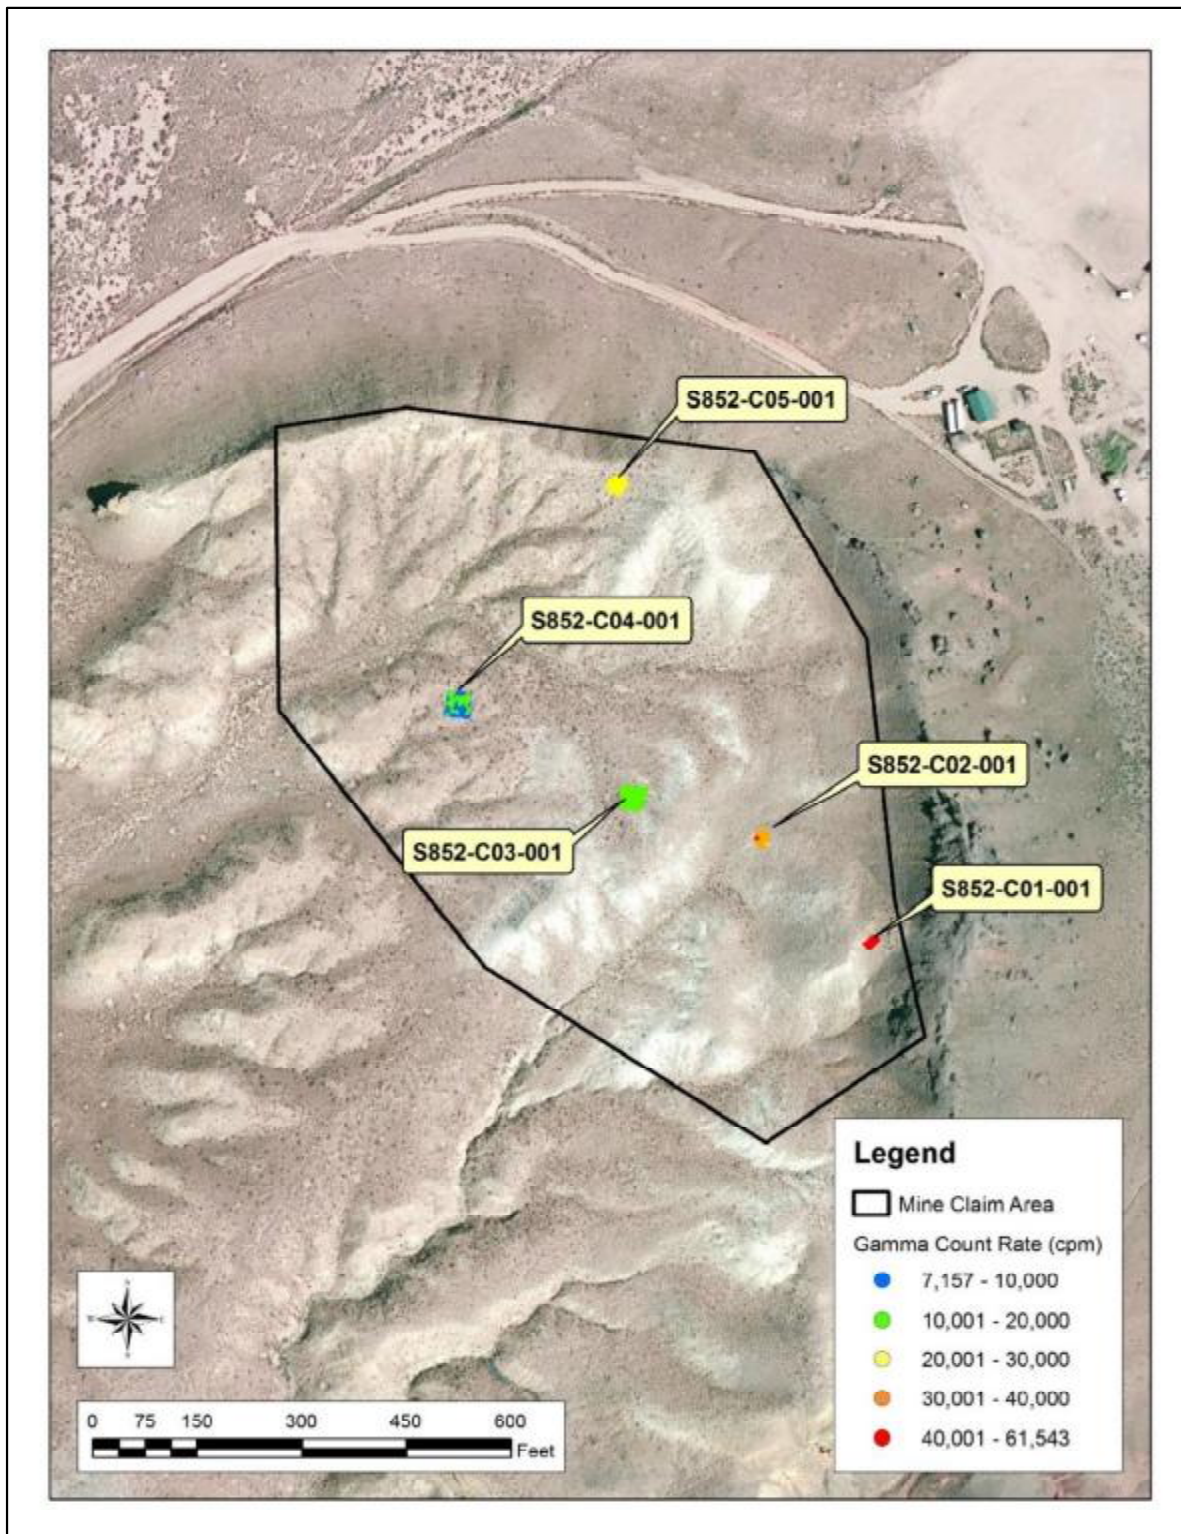 S852-C05-001
S852-C04-001
S852-C02-001
S852-C03-001
S852-C01-001
Legend
Mine Claim Area
Gamma Count Rate (cpm)
7,157 - 10,000
10,001 - 20,000
20,001 - 30,000
30,001 - 40,000
40,001 - 61,543
N
W E
S
0 75 150 300 450 600
Feet